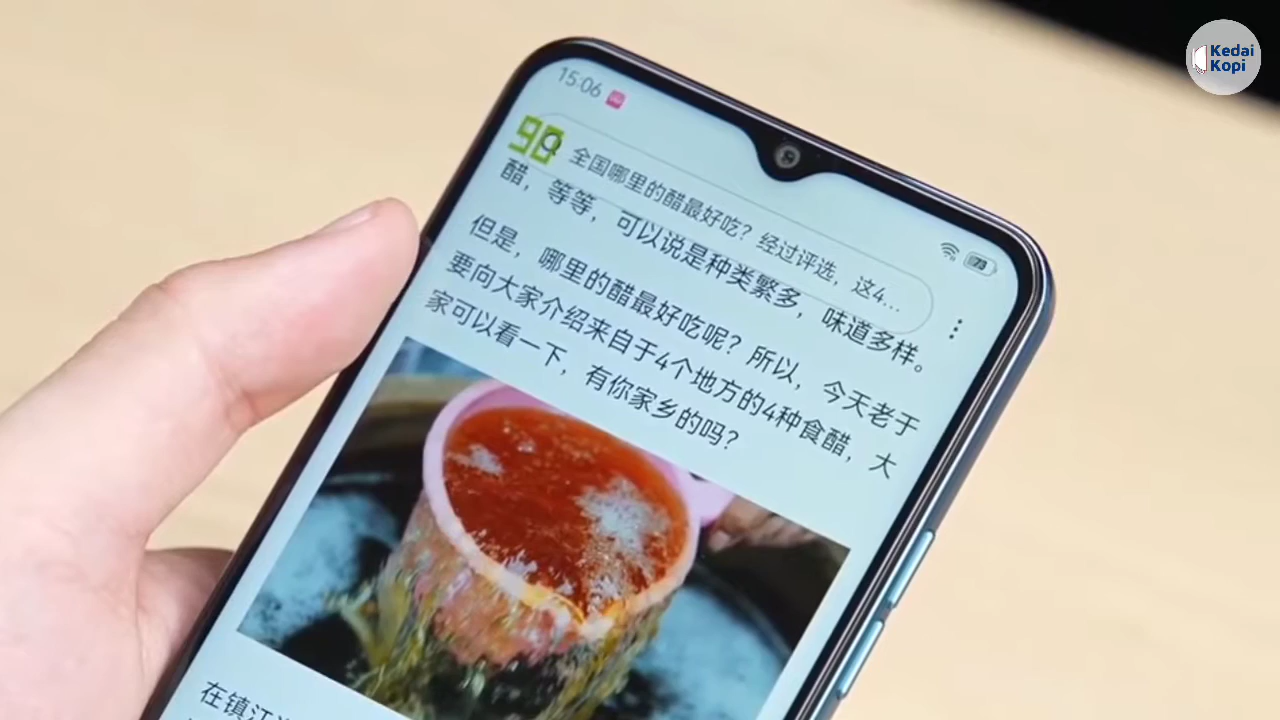 Kedai
Kopi
15:06
90
全国哪里的醋最好吃？经过评选，这4...
醋，等等，可以说是种类繁多，味道多样。
但是，哪里的醋最好吃呢？所以，今天老于
要向大家介绍来自于4个地方的4种食醋，大
家可以看一下，有你家乡的吗？
在镇江